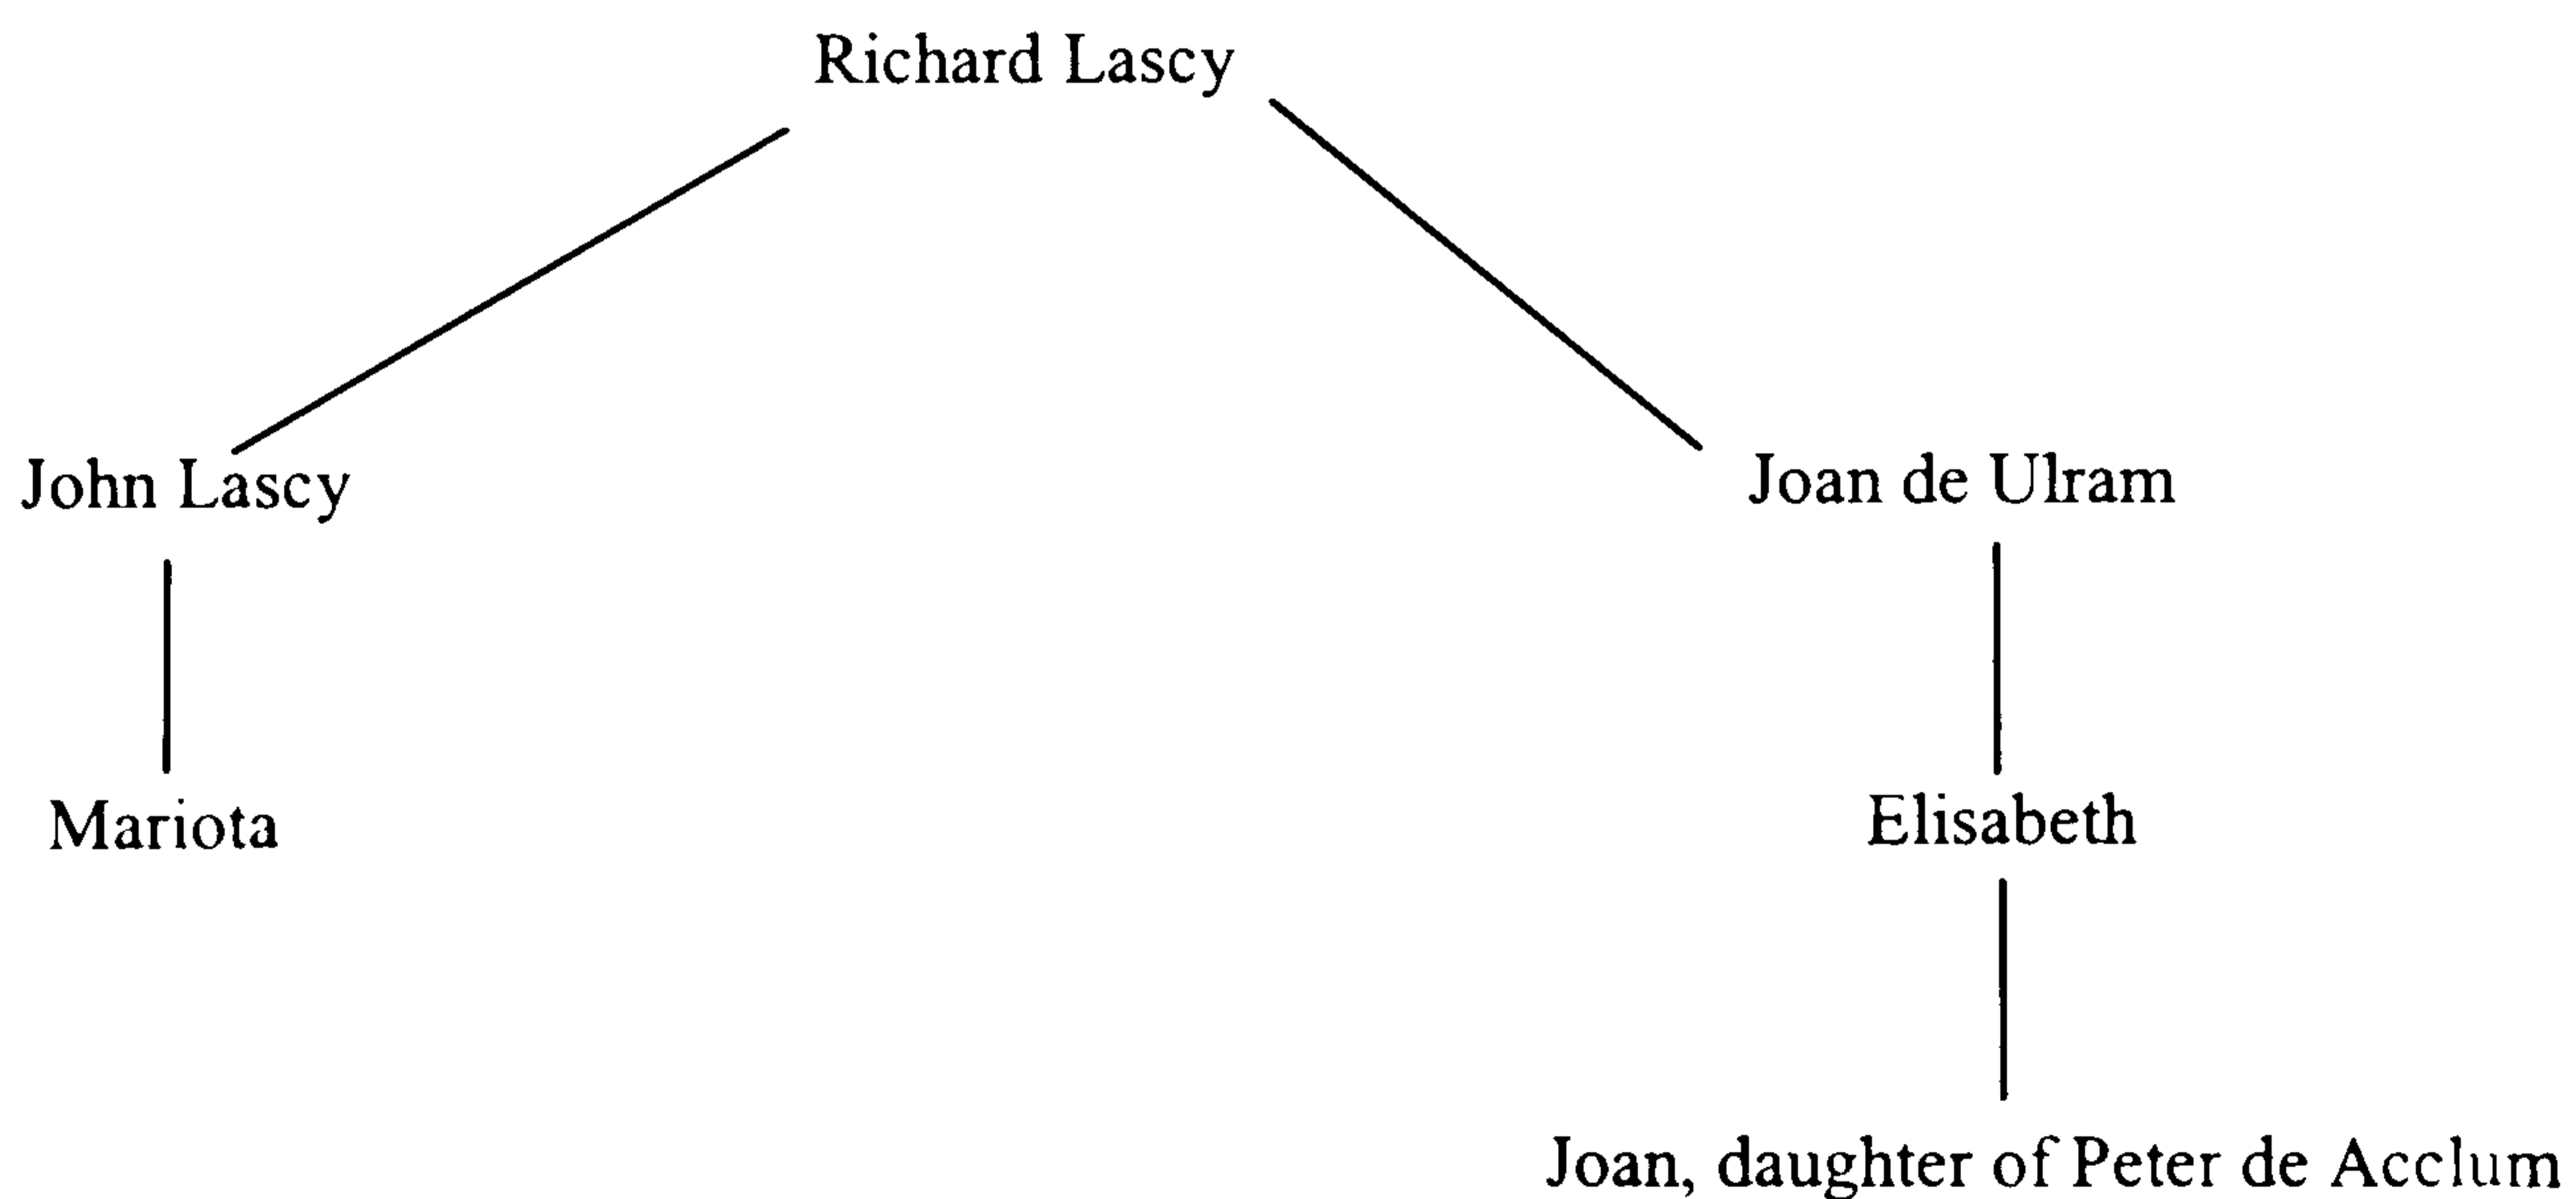 Richard Lascy
John Lascy
Joan de Ulram
Mariota
Elisabeth
Joan, daughter of Peter de Acclum